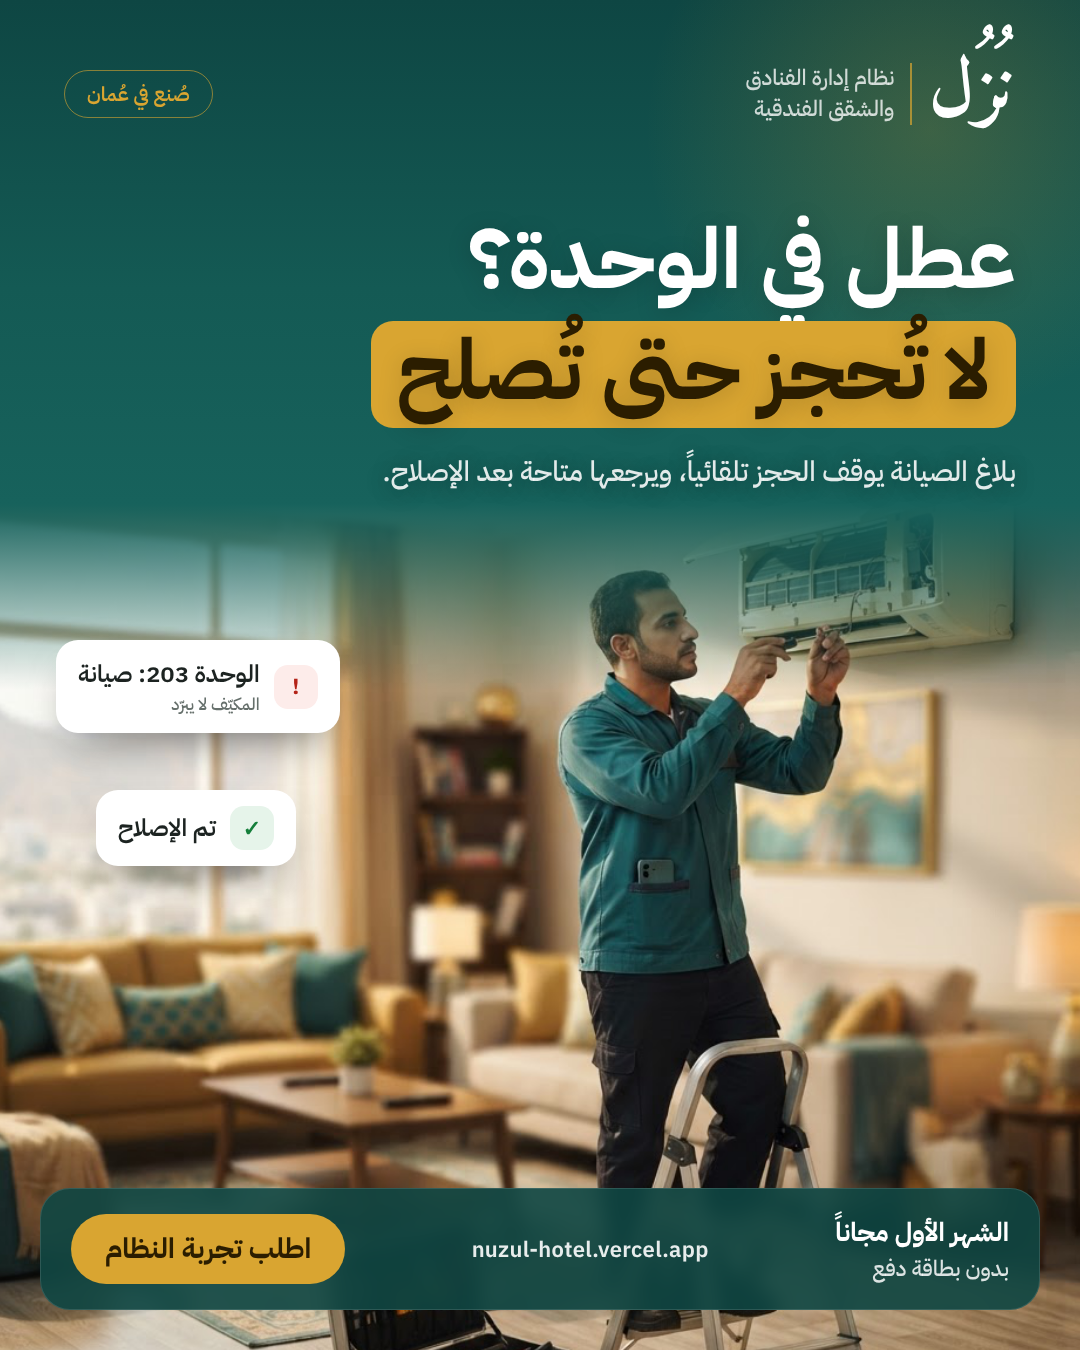 نُزُل
نظام إدارة الفنادق
والشقق الفندقية
صُنع في عُمان
عطل في الوحدة؟
لا تُحجز حتى تُصلح
بلاغ الصيانة يوقف الحجز تلقائياً، ويرجعها متاحة بعد الإصلاح.
الوحدة 203: صيانة
المكيّف لا يبرّد
تم الإصلاح
الشهر الأول مجاناً
بدون بطاقة دفع
nuzul-hotel.vercel.app
اطلب تجربة النظام